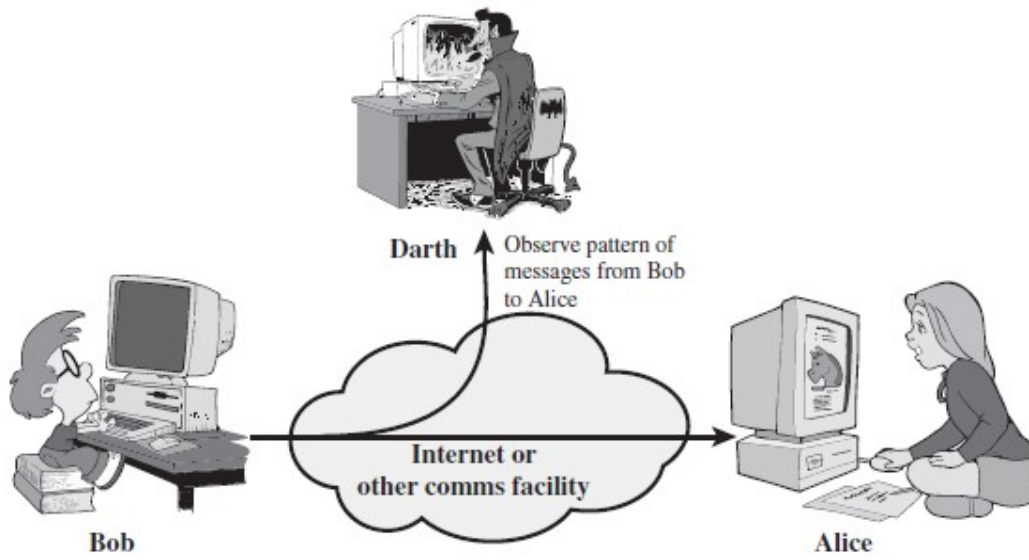 Darth
Observe pattern of
messages from Bob
to Alice
Internet or
other comms facility
Bob
Alice